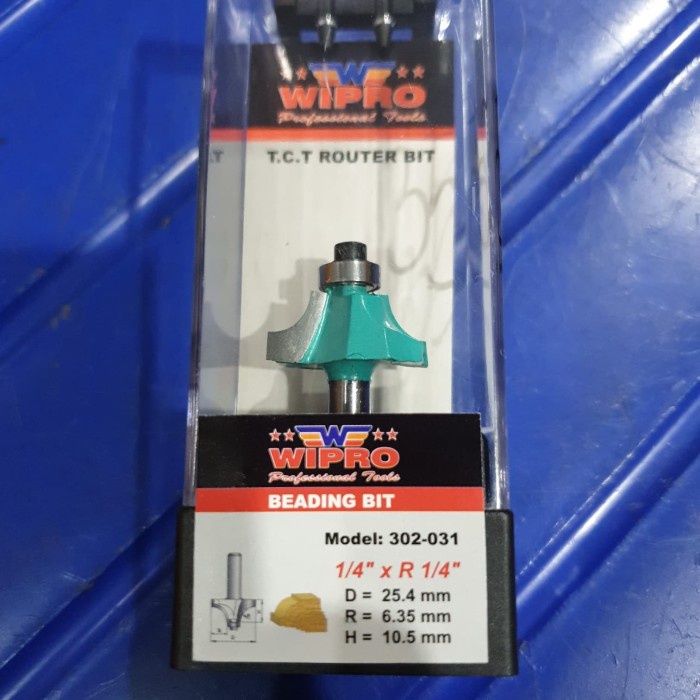 W
WIPRO
Professional Tools
T.C.T ROUTER BIT
W
WIPRO
Professional Tools
BEADING BIT
Model: 302-031
1/4" x R 1/4"
D = 25.4 mm
R = 6.35 mm
H = 10.5 mm